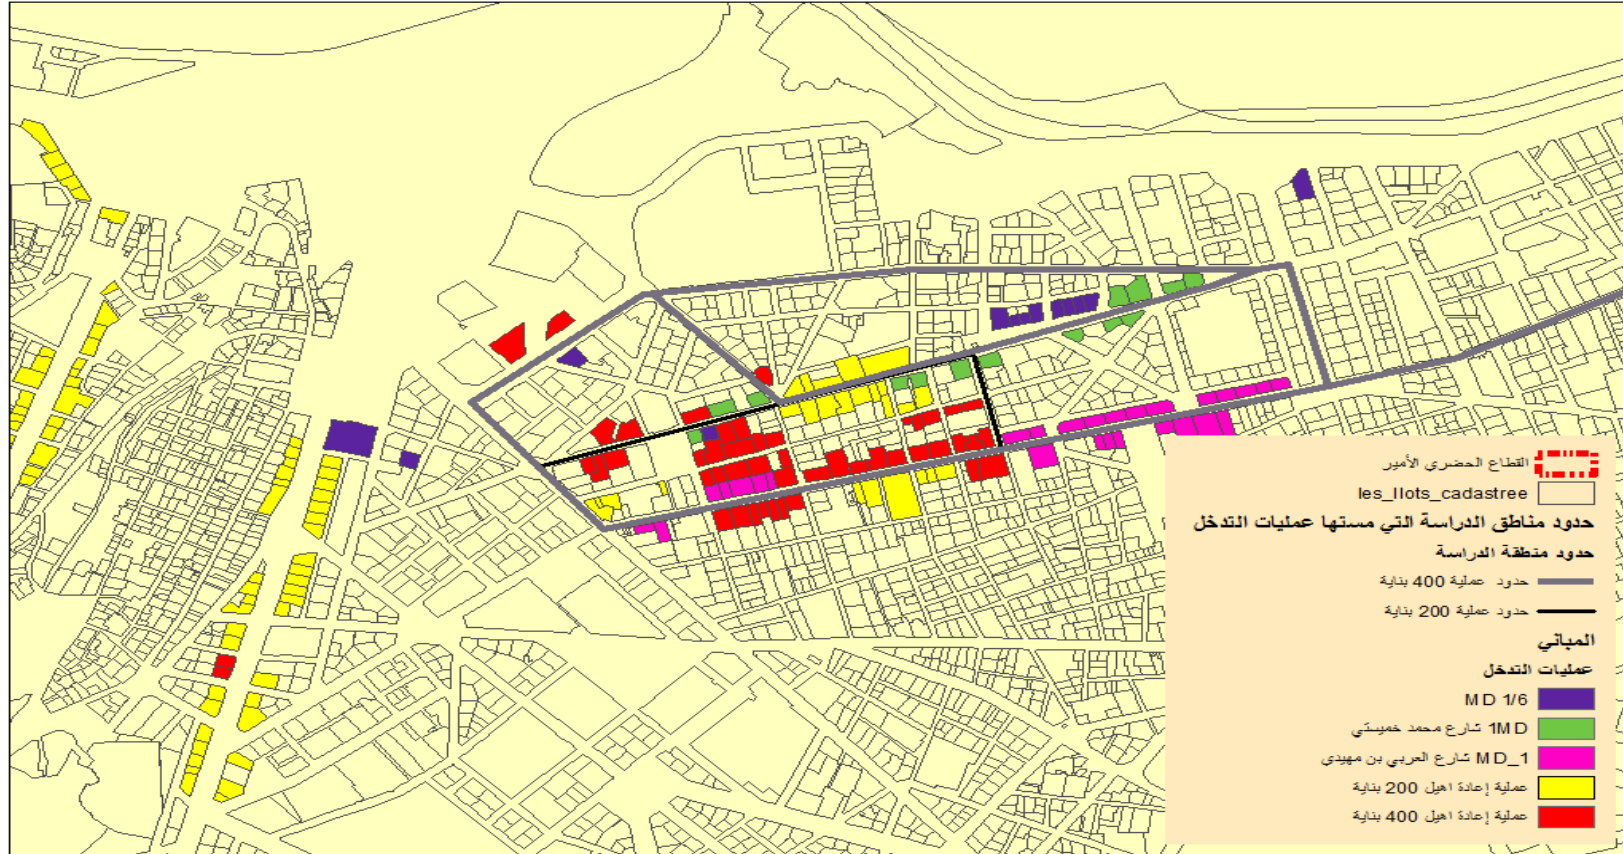 القطاع الحضري الأمير
les_Ilots_cadastree
حدود مناطق الدراسة التي مستها عمليات التدخل
حدود منطقة الدراسة
حدود عملية 400 بناية
حدود عملية 200 بناية
المباني
عمليات التدخل
MD 1/6
1MD شارع محمد خميستي
MD_1 شارع العربي بن مهيدي
عملية إعادة اهيل 200 بناية
عملية إعادة اهيل 400 بناية